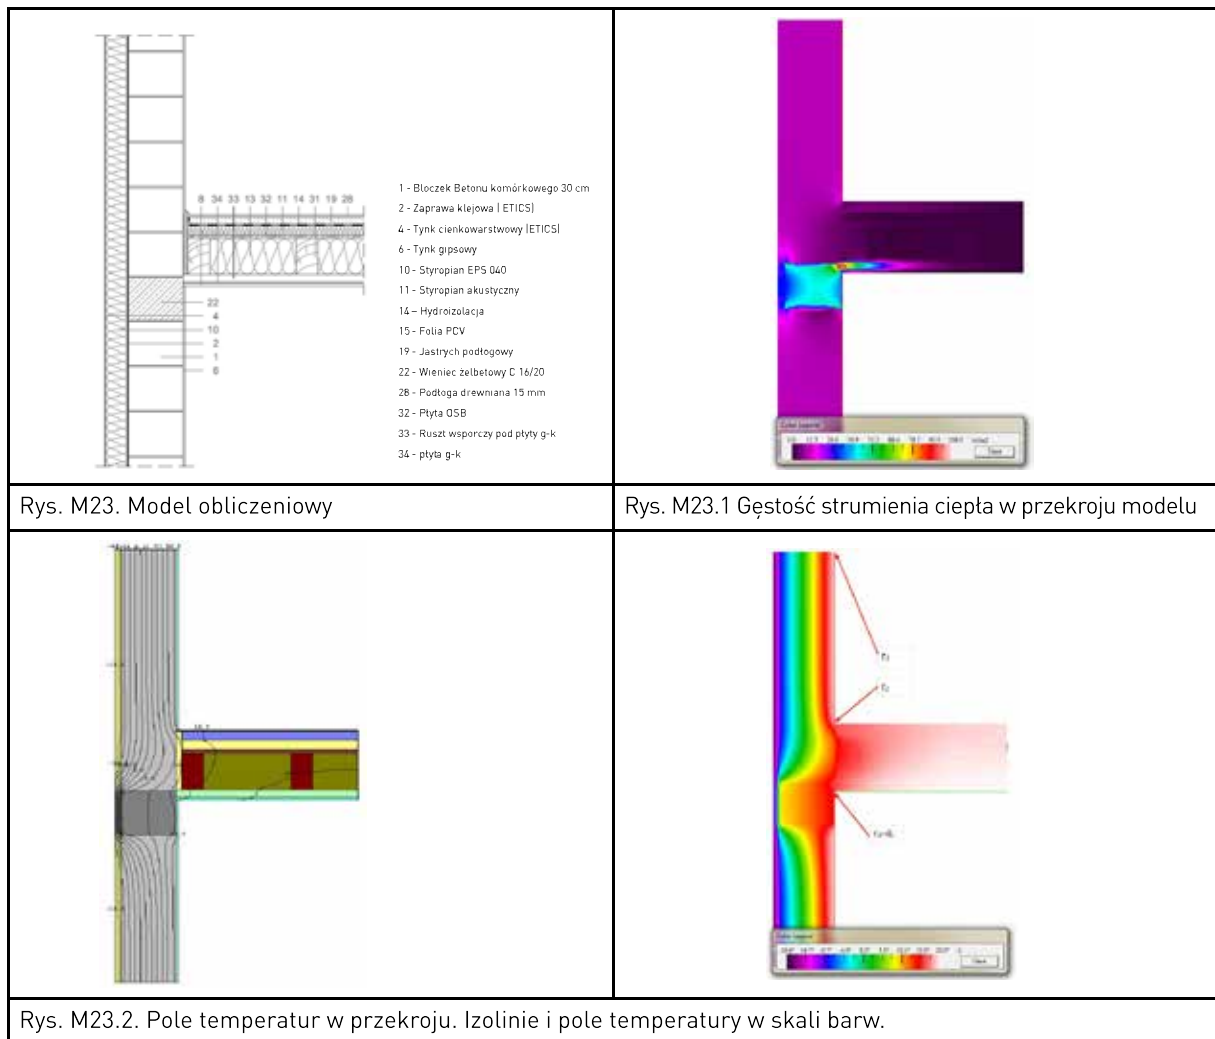 8 34 33 13 32 11 14 31 19 28
22
4
10
2
1
6
1 - Bloczek Betonu komórkowego 30 cm
2 - Zaprawa klejowa ( ETICS)
4 - Tynk cienkowarstwowy (ETICS)
6 - Tynk gipsowy
10 - Styropian EPS 040
11 - Styropian akustyczny
14 – Hydroizolacja
15 - Folia PCV
19 - Jastrych podłogowy
22 - Wieniec żelbetowy C 16/20
28 - Podłoga drewniana 15 mm
32 - Płyta OSB
33 - Ruszt wsporczy pod płyty g-k
34 - płyta g-k
Rys. M23. Model obliczeniowy
Rys. M23.1 Gęstość strumienia ciepła w przekroju modelu
Rys. M23.2. Pole temperatur w przekroju. Izolinie i pole temperatury w skali barw.